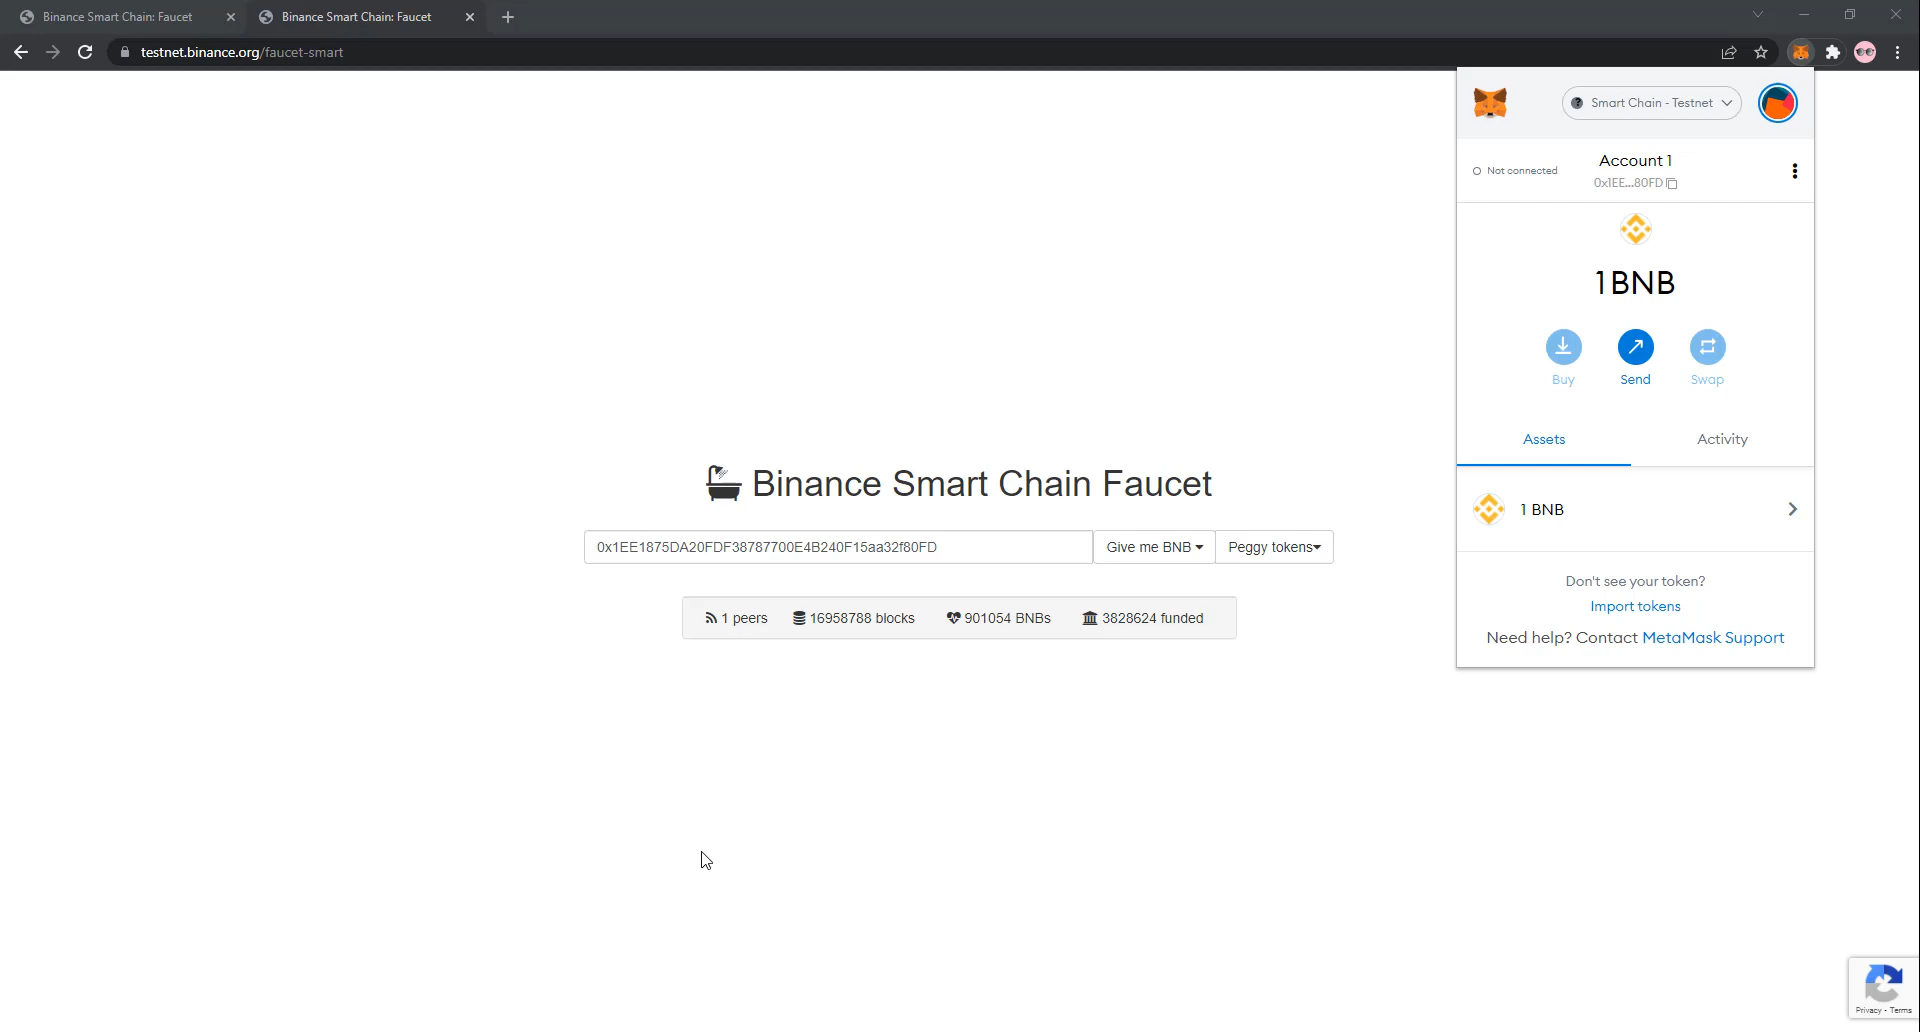 Binance Smart Chain: Faucet
Binance Smart Chain: Faucet
testnet.binance.org/faucet-smart
Smart Chain - Testnet
Not connected
Account 1
0x1EE...80FD
1 BNB
Buy
Send
Swap
Assets
Activity
1 BNB
Don't see your token?
Import tokens
Need help? Contact MetaMask Support
Binance Smart Chain Faucet
0x1EE1875DA20FDF38787700E4B240F15aa32f80FD
Give me BNB
Peggy tokens
1 peers
16958788 blocks
901054 BNBs
3828624 funded
Privacy - Terms